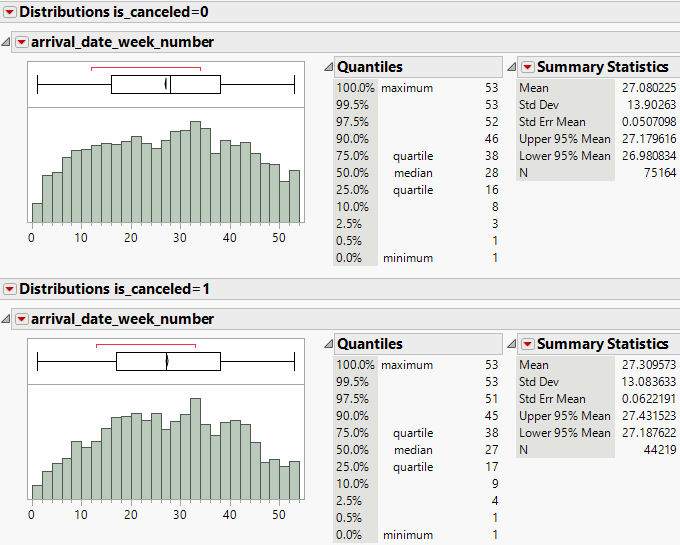 Distributions is_canceled=0
arrival_date_week_number
Quantiles
100.0% maximum 53
99.5% 53
97.5% 52
90.0% 46
75.0% quartile 38
50.0% median 28
25.0% quartile 16
10.0% 8
2.5% 3
0.5% 1
0.0% minimum 1
Summary Statistics
Mean 27.080225
Std Dev 13.90263
Std Err Mean 0.0507098
Upper 95% Mean 27.179616
Lower 95% Mean 26.980834
N 75164
0 10 20 30 40 50
Distributions is_canceled=1
arrival_date_week_number
Quantiles
100.0% maximum 53
99.5% 53
97.5% 51
90.0% 45
75.0% quartile 38
50.0% median 27
25.0% quartile 17
10.0% 9
2.5% 4
0.5% 1
0.0% minimum 1
Summary Statistics
Mean 27.309573
Std Dev 13.083633
Std Err Mean 0.0622191
Upper 95% Mean 27.431523
Lower 95% Mean 27.187622
N 44219
0 10 20 30 40 50